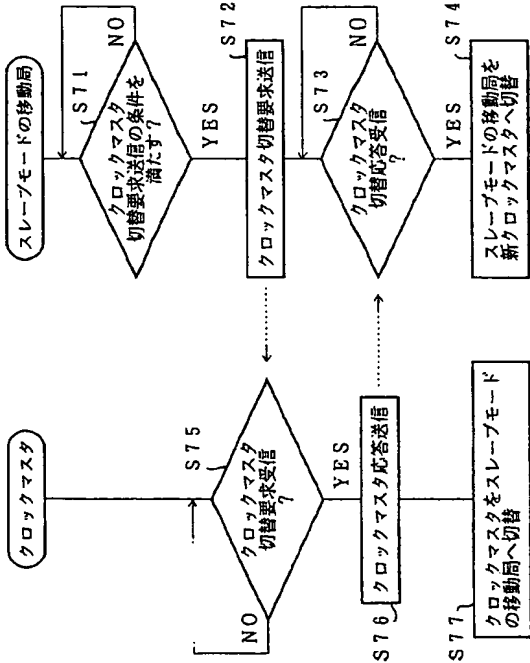 スレーブモードの移動局
S71
クロックマスタ
切替要求送信の条件を
満たす?
NO
YES
S72
クロックマスタ切替要求送信
S73
クロックマスタ
切替応答受信
?
NO
YES
S74
スレーブモードの移動局を
新クロックマスタへ切替
クロックマスタ
S75
クロックマスタ
切替要求受信
?
NO
YES
S76
クロックマスタ応答送信
S77
クロックマスタをスレーブモード
の移動局へ切替